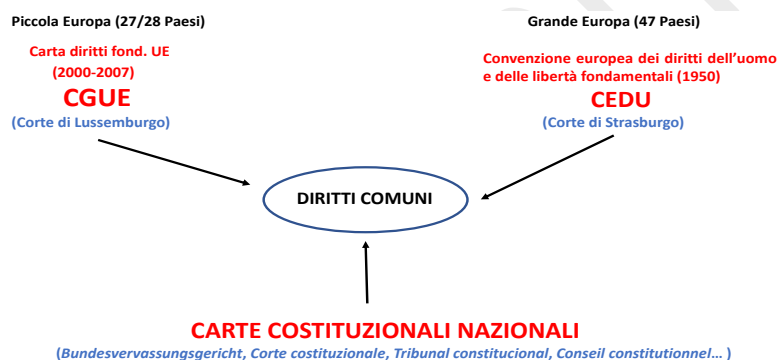 Piccola Europa (27/28 Paesi)
Carta diritti fond. UE
(2000-2007)
CGUE
(Corte di Lussemburgo)
Grande Europa (47 Paesi)
Convenzione europea dei diritti dell'uomo
e delle libertà fondamentali (1950)
CEDU
(Corte di Strasburgo)
DIRITTI COMUNI
CARTE COSTITUZIONALI NAZIONALI
(Bundesvervassungsgericht, Corte costituzionale, Tribunal constitucional, Conseil constitutionnel... )